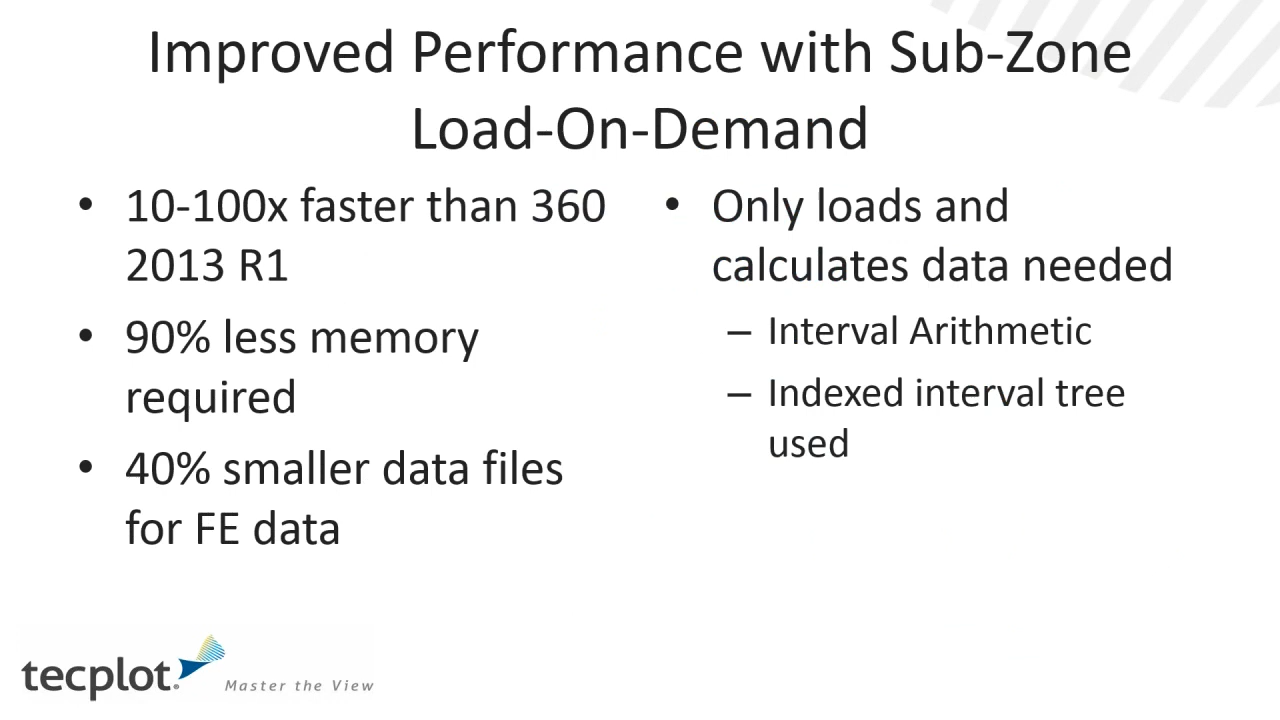 Improved Performance with Sub-Zone
Load-On-Demand
• 10-100x faster than 360
2013 R1
• 90% less memory
required
• 40% smaller data files
for FE data
• Only loads and
calculates data needed
– Interval Arithmetic
– Indexed interval tree
used
tecplot.
Master the View